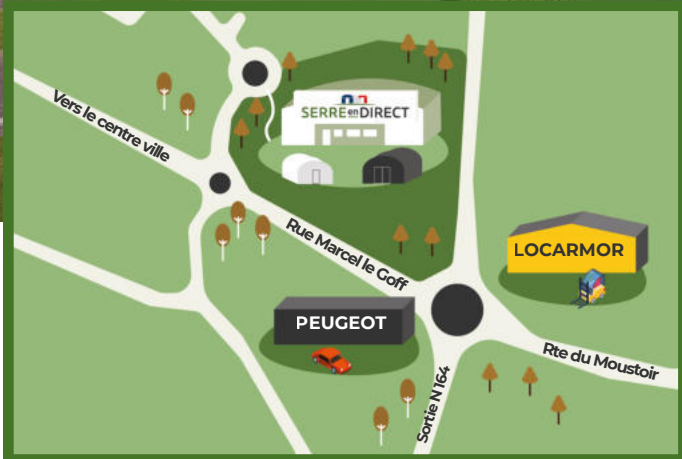 Vers le centre ville
SERRE en DIRECT
Rue Marcel le Goff
LOCARMOR
PEUGEOT
Rte du Moustoir
Sortie N164